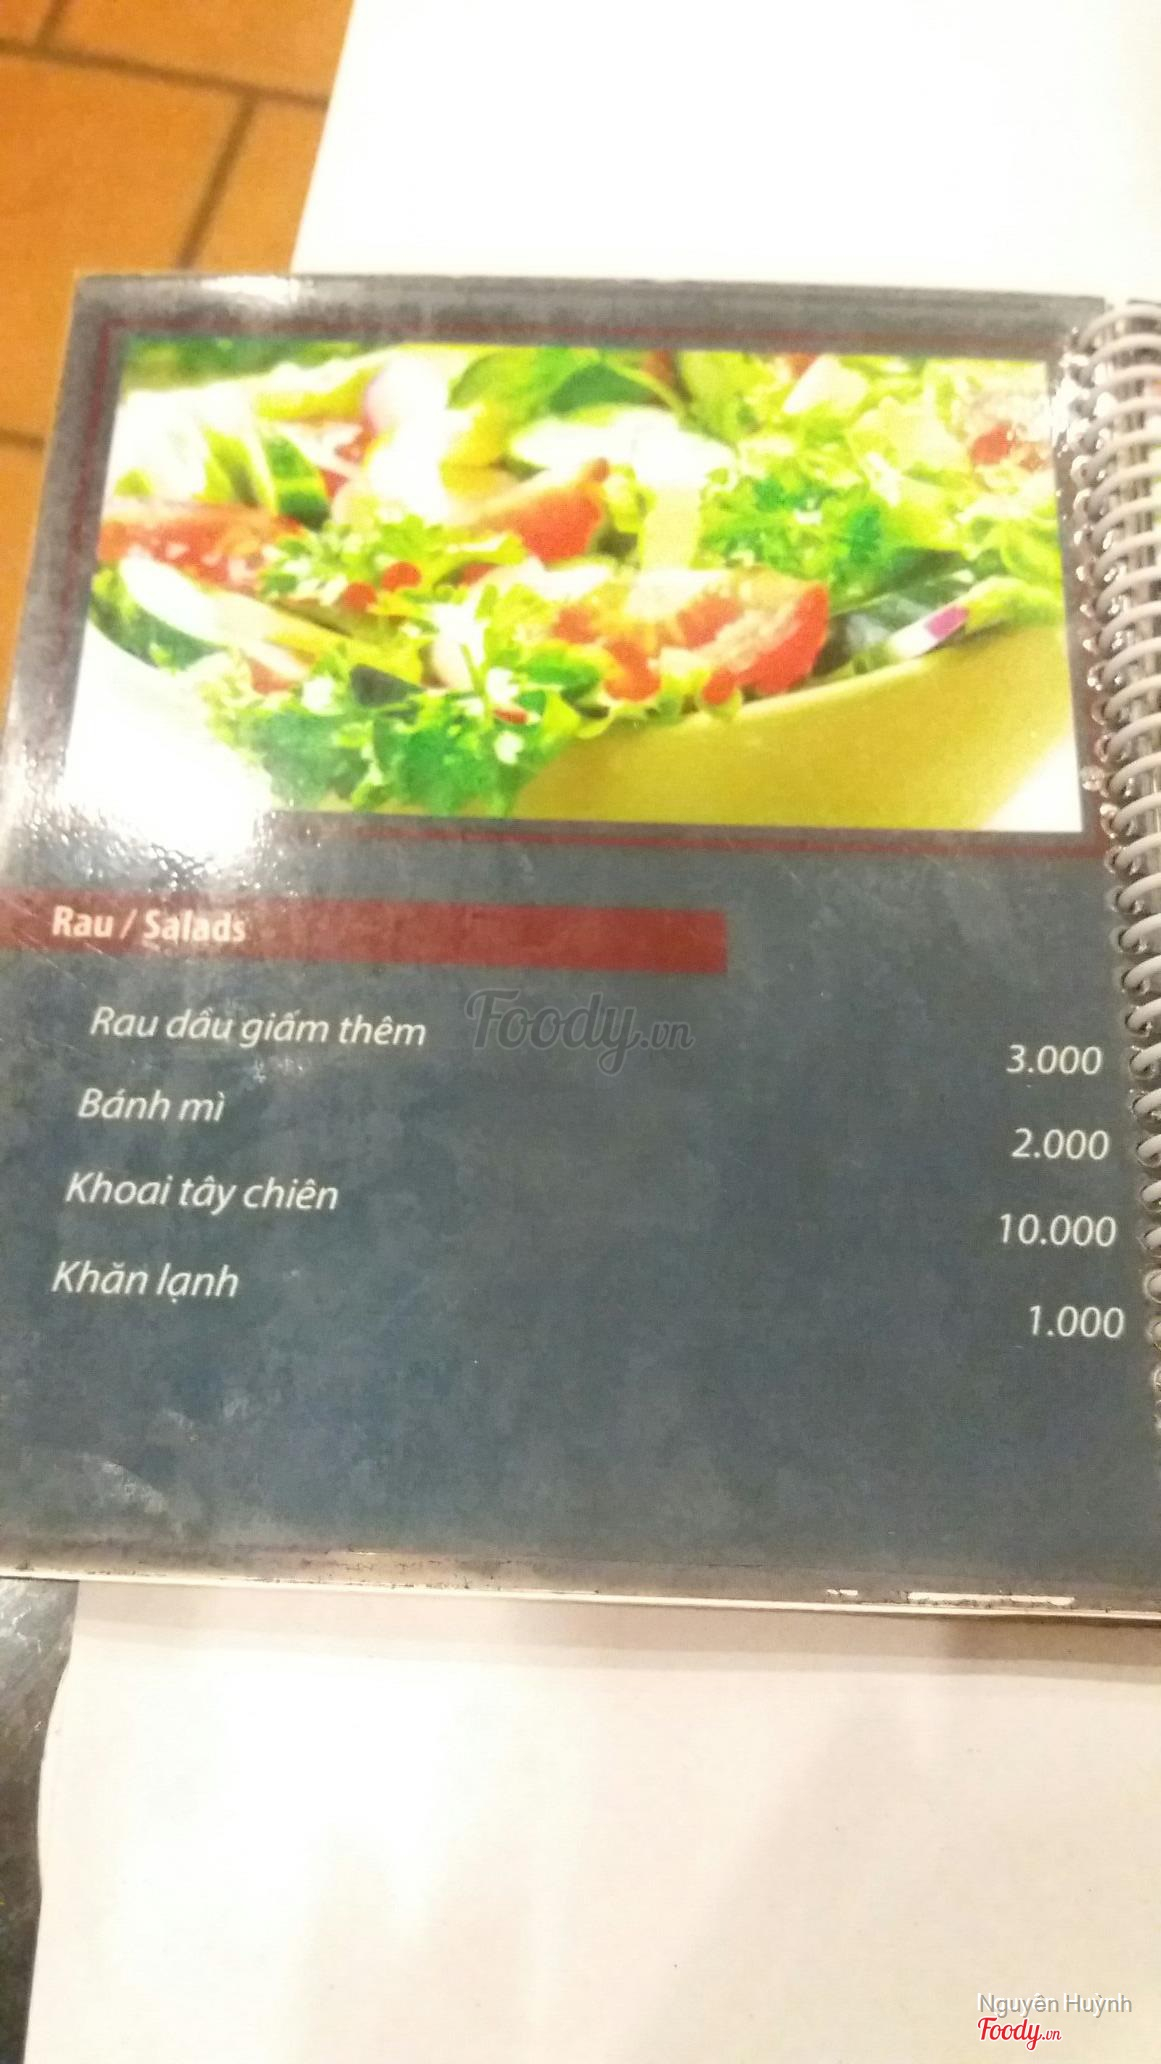 Rau / Salads
Rau dầu giấm thêm 3.000
Bánh mì 2.000
Khoai tây chiên 10.000
Khăn lạnh 1.000
Foody.vn
Nguyên Huỳnh
Foody.vn